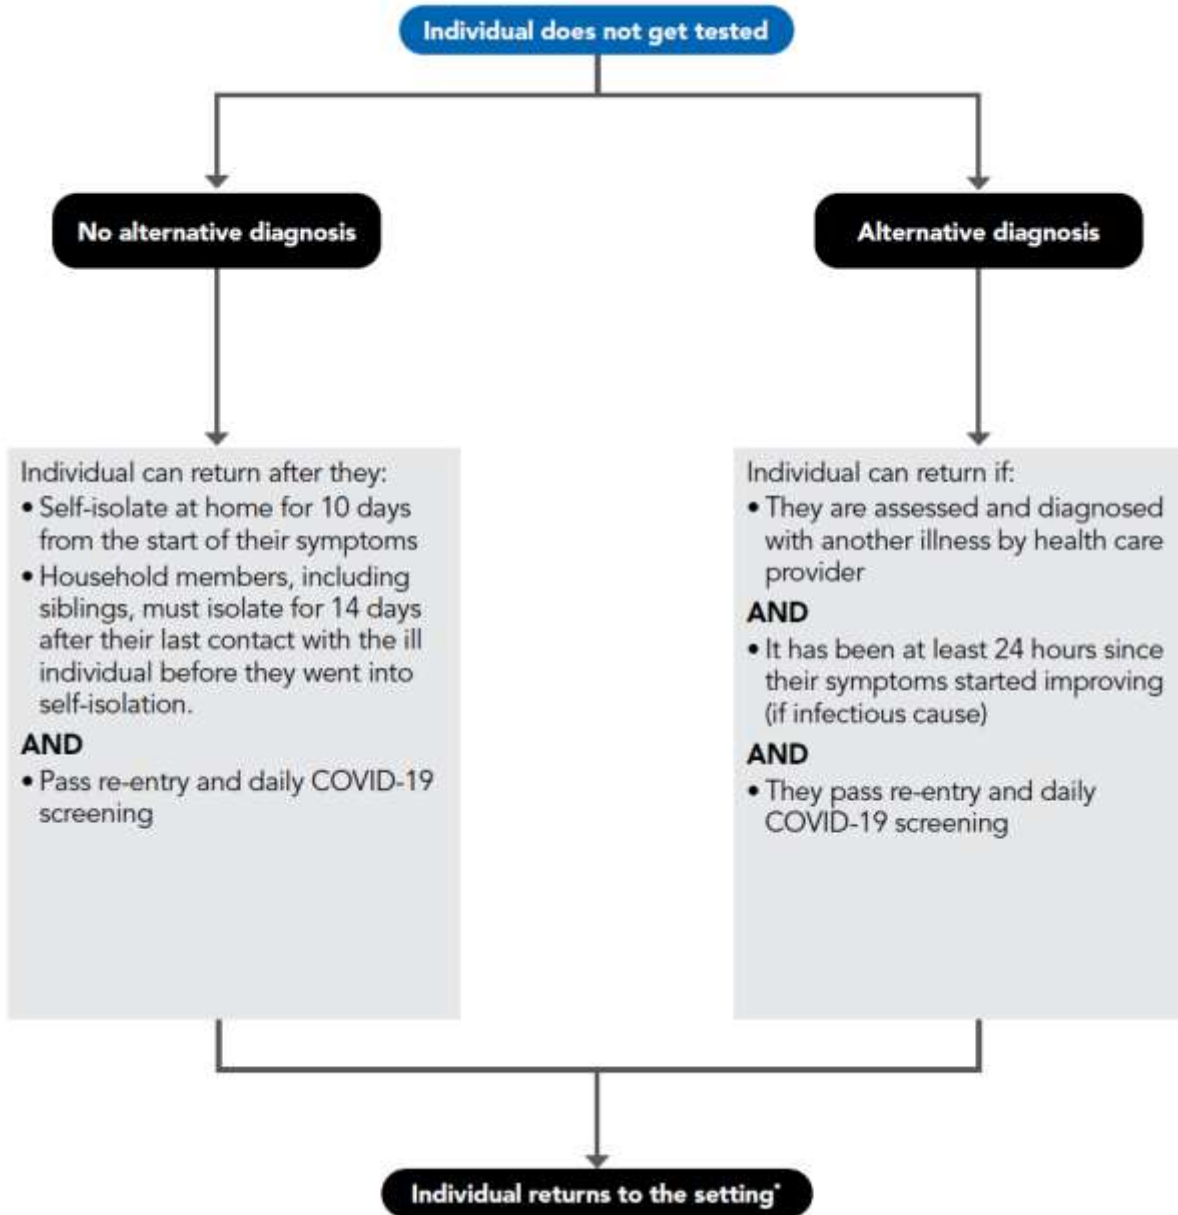 Individual does not get tested
No alternative diagnosis
Alternative diagnosis
Individual can return after they:
• Self-isolate at home for 10 days
from the start of their symptoms
• Household members, including
siblings, must isolate for 14 days
after their last contact with the ill
individual before they went into
self-isolation.
AND
• Pass re-entry and daily COVID-19
screening
Individual can return if:
• They are assessed and diagnosed
with another illness by health care
provider
AND
• It has been at least 24 hours since
their symptoms started improving
(if infectious cause)
AND
• They pass re-entry and daily
COVID-19 screening
Individual returns to the setting*